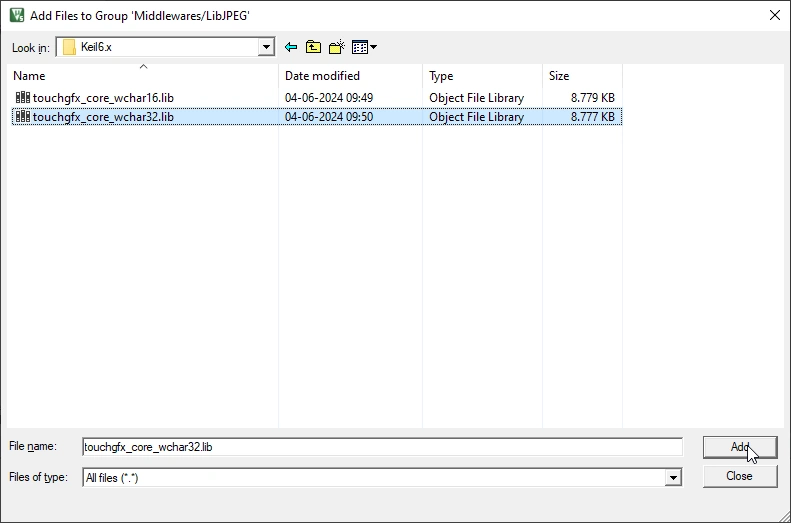 Add Files to Group 'Middlewares/LibJPEG'
Look in: Keil6.x
Name Date modified Type Size
touchgfx_core_wchar16.lib 04-06-2024 09:49 Object File Library 8.779 KB
touchgfx_core_wchar32.lib 04-06-2024 09:50 Object File Library 8.777 KB
File name: touchgfx_core_wchar32.lib Add
Files of type: All files (*.*) Close